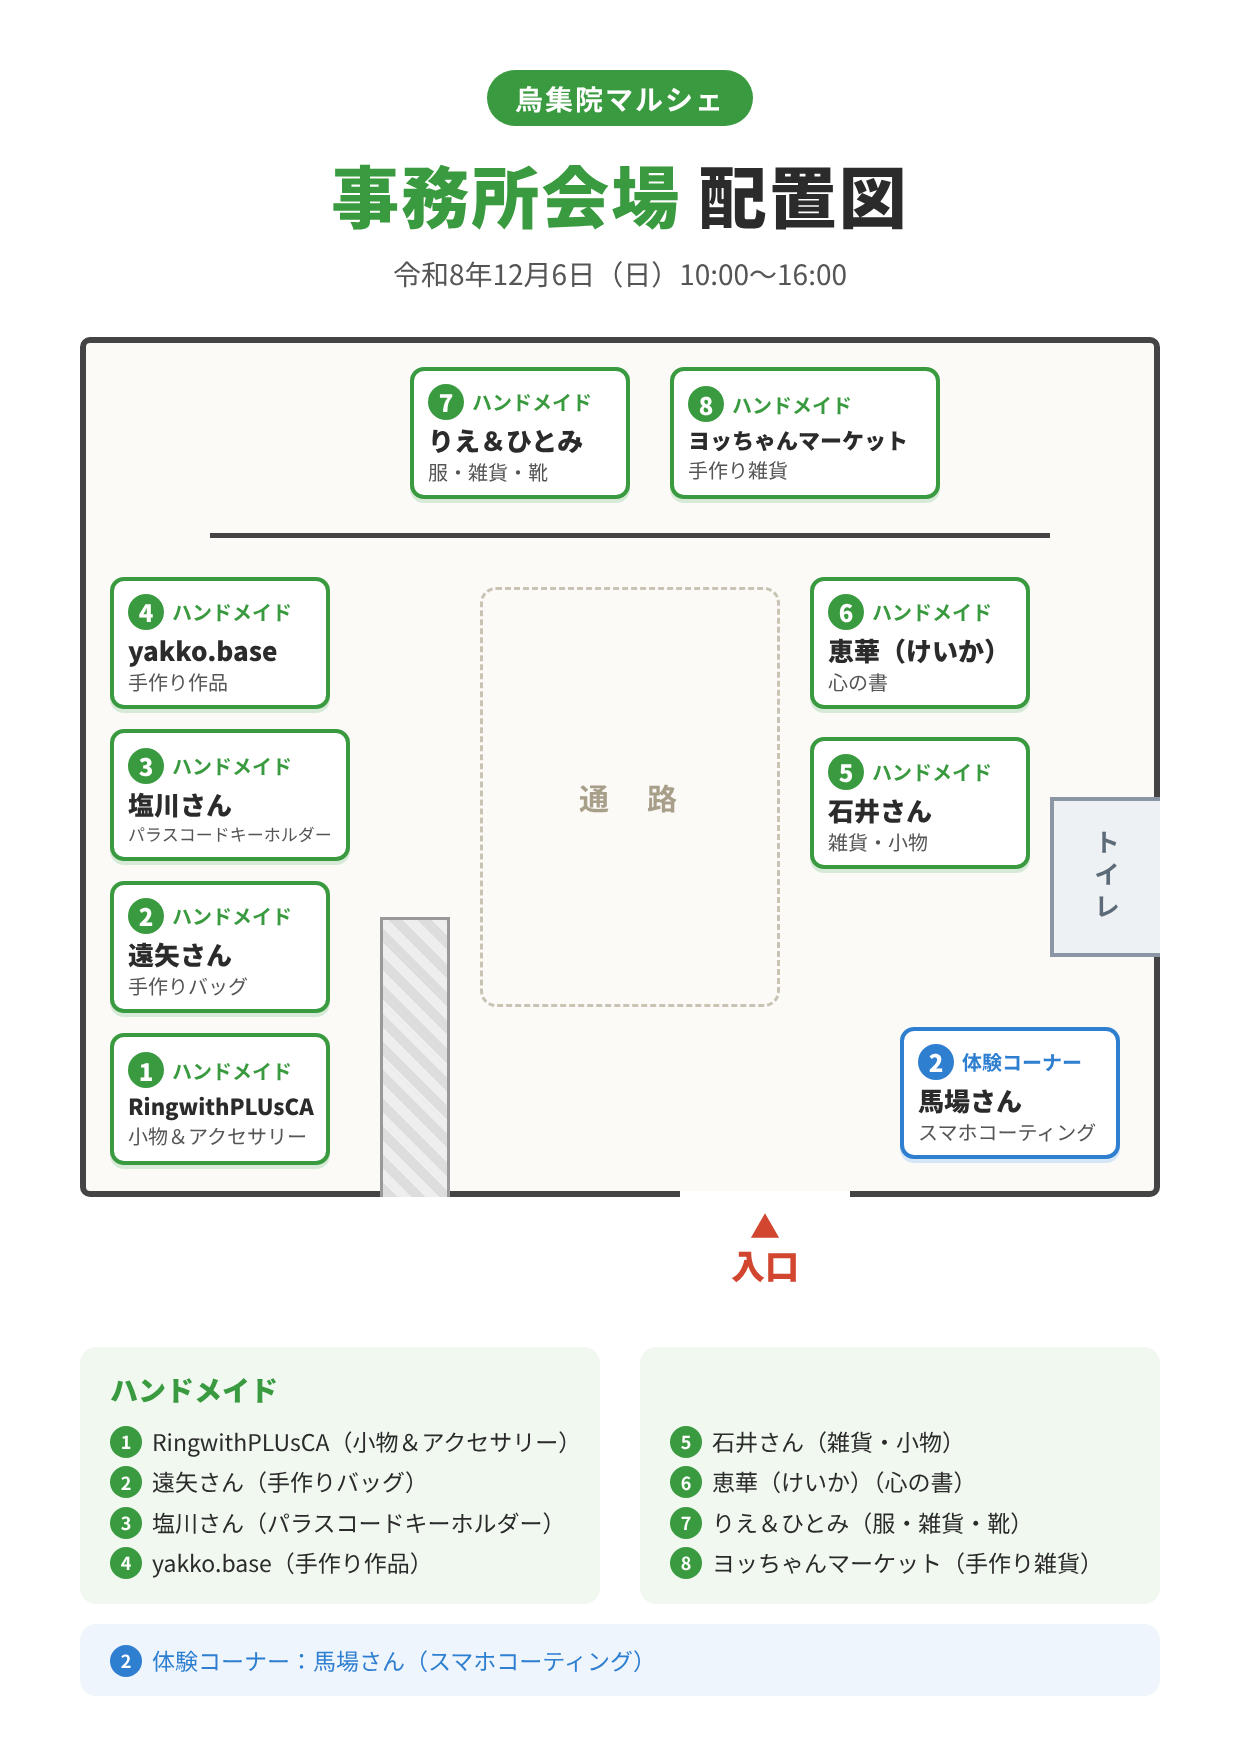 烏集院マルシェ
事務所会場 配置図
令和8年12月6日（日）10:00〜16:00
7 ハンドメイド
りえ＆ひとみ
服・雑貨・靴
8 ハンドメイド
ヨッちゃんマーケット
手作り雑貨
4 ハンドメイド
yakko.base
手作り作品
6 ハンドメイド
恵華（けいか）
心の書
3 ハンドメイド
塩川さん
パラスコードキーホルダー
通 路
5 ハンドメイド
石井さん
雑貨・小物
トイレ
2 ハンドメイド
遠矢さん
手作りバッグ
1 ハンドメイド
RingwithPLUsCA
小物＆アクセサリー
2 体験コーナー
馬場さん
スマホコーティング
▲
入口
ハンドメイド
1 RingwithPLUsCA（小物＆アクセサリー）
2 遠矢さん（手作りバッグ）
3 塩川さん（パラスコードキーホルダー）
4 yakko.base（手作り作品）
5 石井さん（雑貨・小物）
6 恵華（けいか）（心の書）
7 りえ＆ひとみ（服・雑貨・靴）
8 ヨッちゃんマーケット（手作り雑貨）
2 体験コーナー：馬場さん（スマホコーティング）